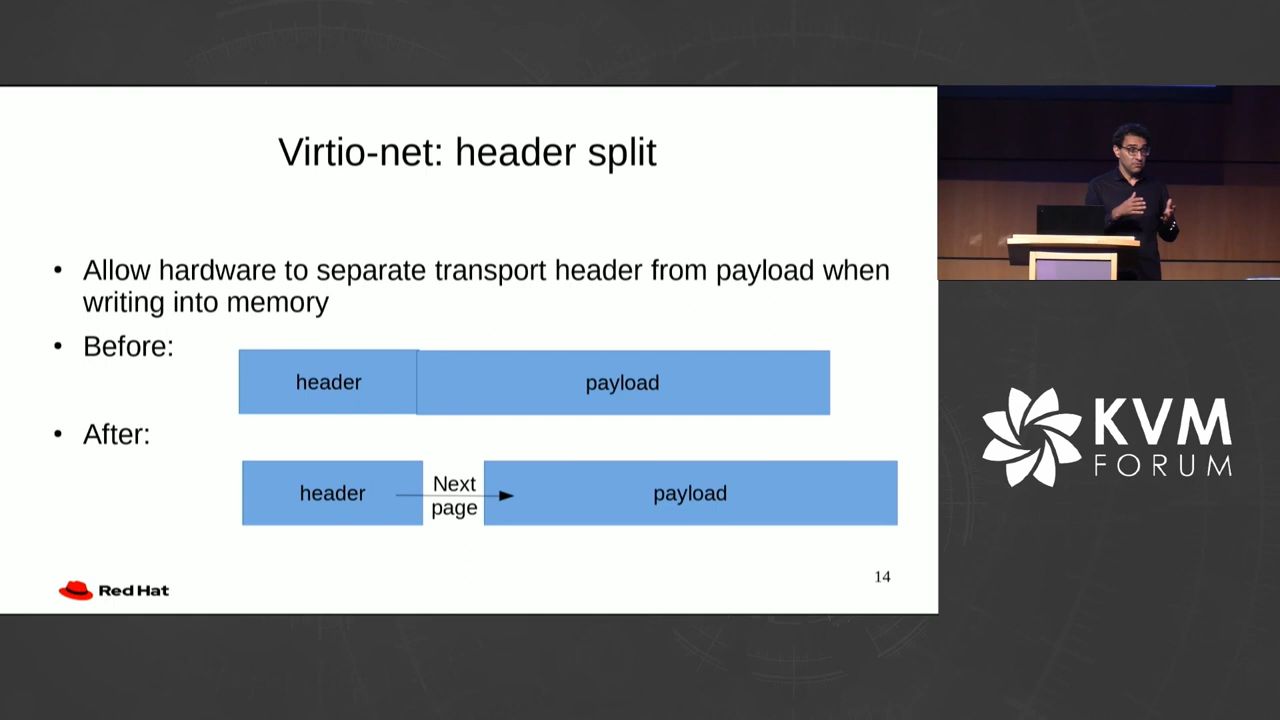 Virtio-net: header split
• Allow hardware to separate transport header from payload when
writing into memory
• Before:
header payload
• After:
header Next page payload
Red Hat
14
KVM
FORUM